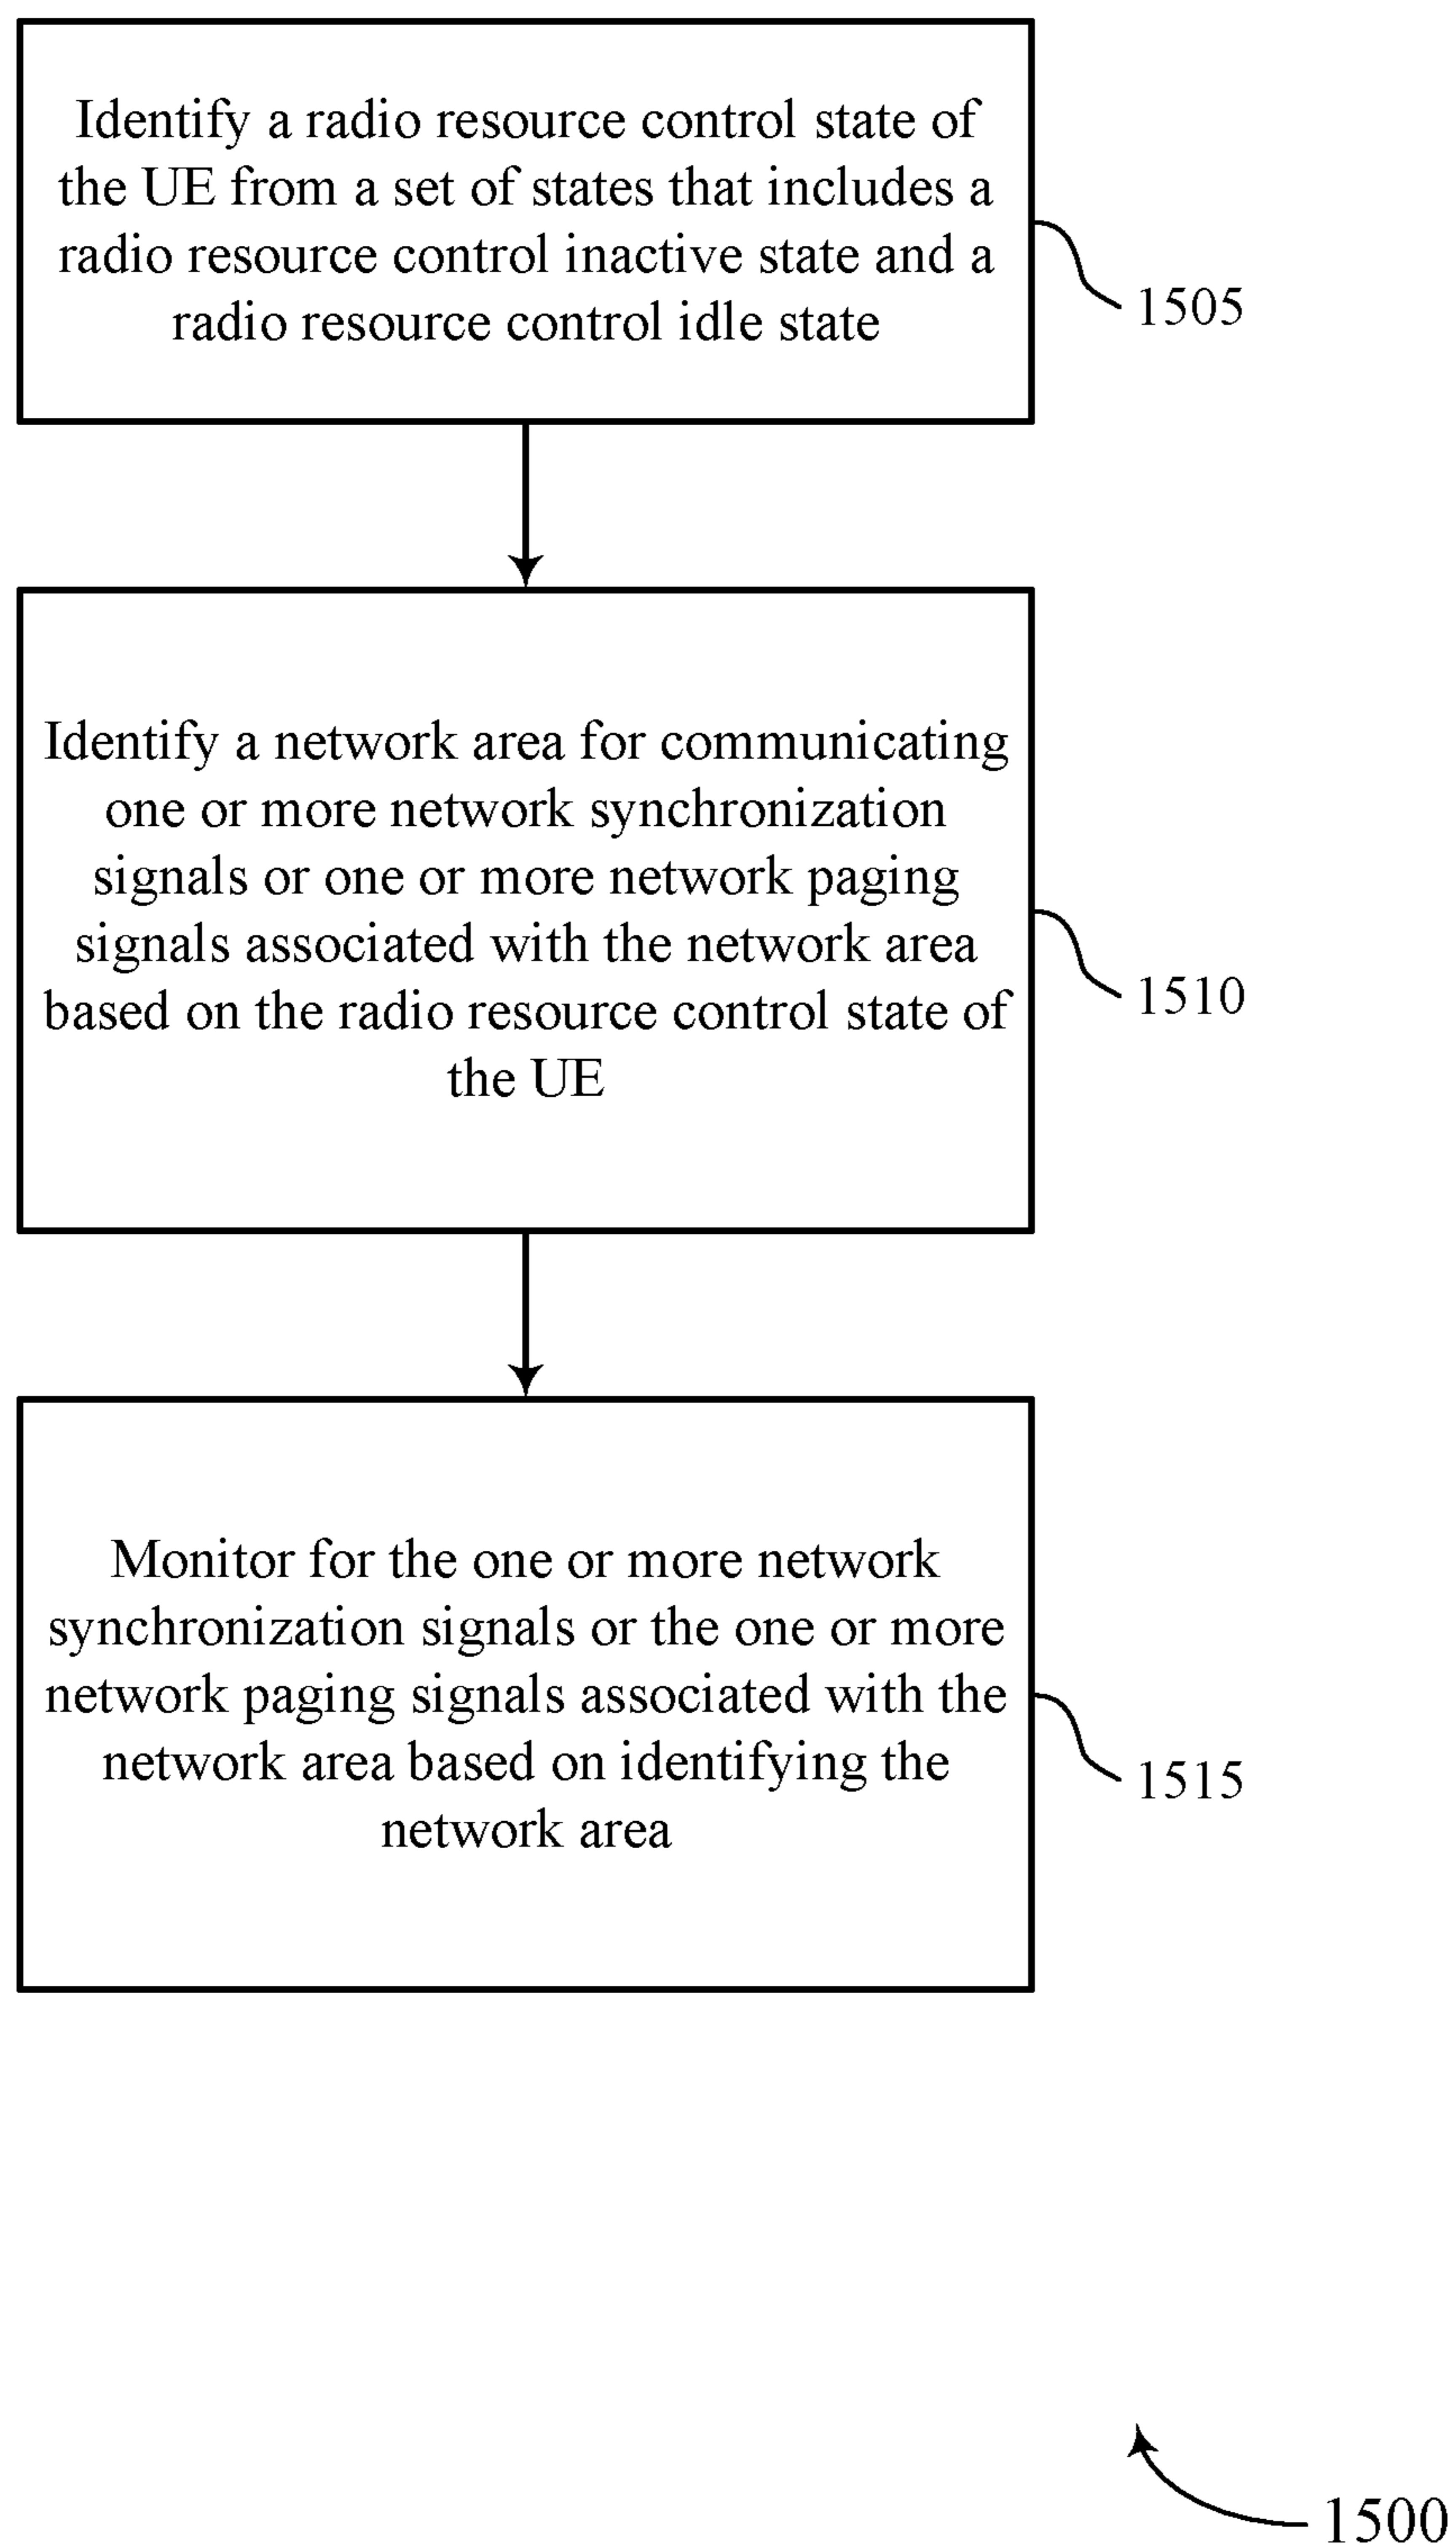 Identify a radio resource control state of
the UE from a set of states that includes a
radio resource control inactive state and a
radio resource control idle state
1505
Identify a network area for communicating
one or more network synchronization
signals or one or more network paging
signals associated with the network area
based on the radio resource control state of
the UE
1510
Monitor for the one or more network
synchronization signals or the one or more
network paging signals associated with the
network area based on identifying the
network area
1515
1500